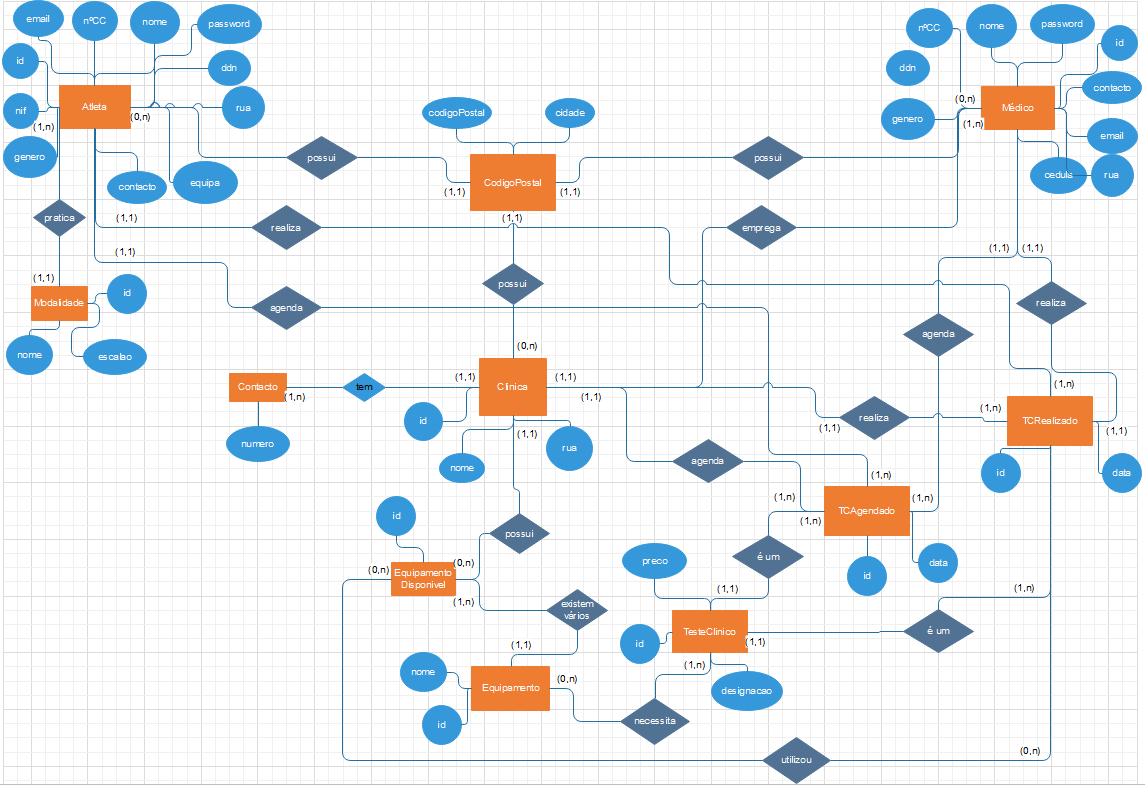 email
nºCC
nome
password
id
ddn
Atleta
nif
rua
(1,n)
(0,n)
genero
contacto
equipa
pratica
(1,1)
realiza
(1,1)
agenda
(1,1)
Modalidade
id
nome
escalao
possui
codigoPostal
cidade
CodigoPostal
(1,1)
(1,1)
(1,1)
possui
possui
(0,n)
nºCC
nome
password
id
ddn
contacto
(0,n)
Médico
genero
(1,n)
email
cedula
rua
emprega
(1,1)
(1,1)
agenda
realiza
Contacto
(1,n)
tem
numero
(1,1)
Clinica
(1,1)
(1,1)
id
nome
rua
(1,1)
realiza
(1,1)
(1,n)
(1,n)
TCRealizado
(1,1)
id
data
agenda
(1,n)
(1,n)
(1,n)
(1,n)
TCAgendado
id
data
possui
id
(0,n)
(0,n)
Equipamento
Disponivel
(1,n)
existem
vários
(1,1)
nome
Equipamento
(0,n)
id
é um
preco
(1,1)
id
TesteClinico
(1,1)
(1,n)
designacao
necessita
(1,n)
é um
(0,n)
utilizou